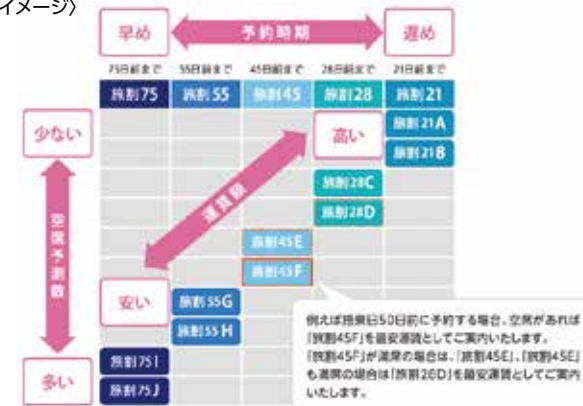 イメージ〉
早め
予約時期
遅め
75日前まで
55日前まで
45日前まで
28日前まで
21日前まで
旅割75
旅割55
旅割45
旅割28
旅割21
少ない
高い
旅割21A
旅割21B
運賃額
旅割28C
旅割28D
空席予測数
旅割45E
旅割45F
安い
旅割55G
旅割55H
例えば搭乗日50日前に予約する場合、空席があれば
「旅割45F」を最安運賃としてご案内いたします。
「旅割45F」が満席の場合は、「旅割45E」、「旅割45E」
も満席の場合は「旅割28D」を最安運賃としてご案内
いたします。
多い
旅割75I
旅割75J